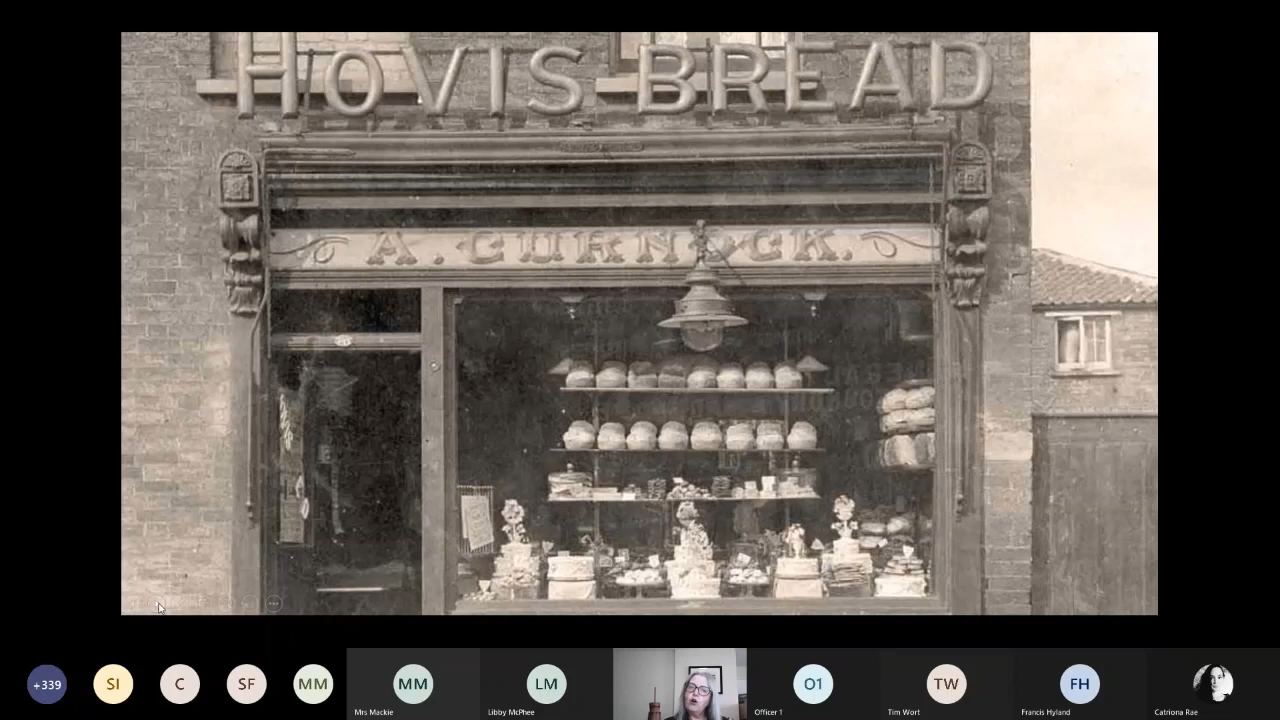 HOVIS BREAD
A. CURNOCK.
+339
SI
C
SF
MM
MM
LM
O1
TW
FH
Mrs Mackie
Libby McPhee
Officer 1
Tim Wort
Francis Hyland
Catriona Rae